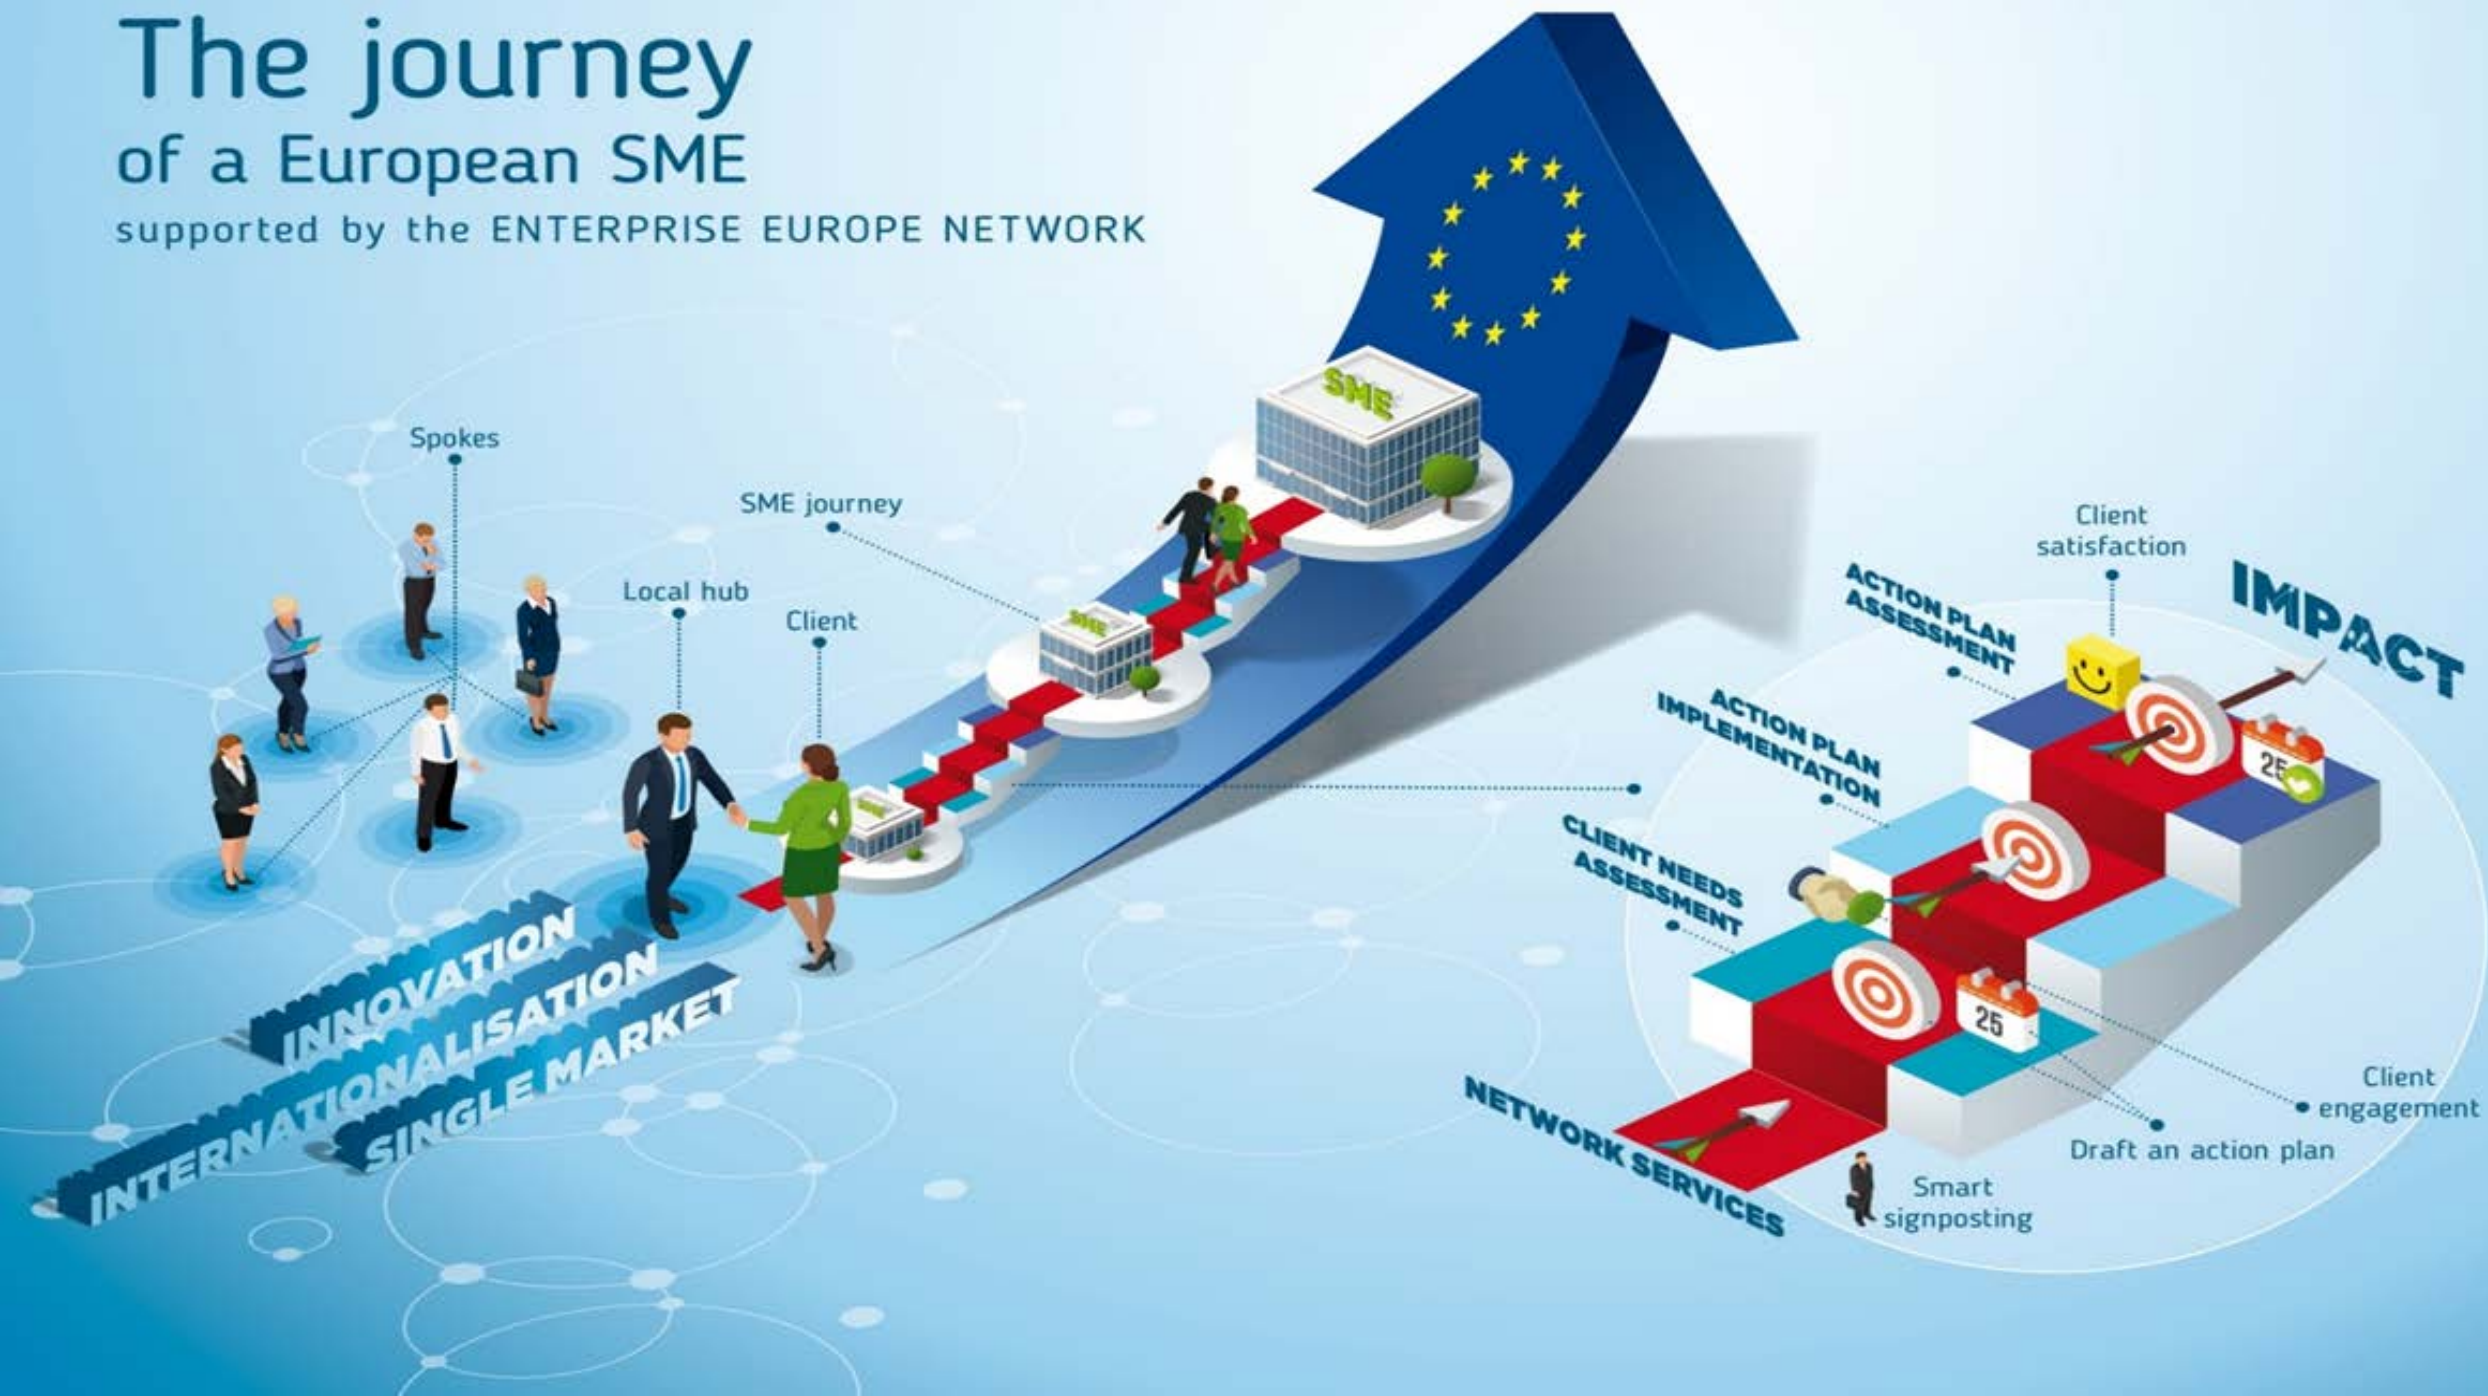 The journey
of a European SME
supported by the ENTERPRISE EUROPE NETWORK
Spokes
SME journey
Local hub
Client
SME
SME
SME
INNOVATION
INTERNATIONALISATION
SINGLE MARKET
Client
satisfaction
IMPACT
ACTION PLAN
ASSESSMENT
ACTION PLAN
IMPLEMENTATION
CLIENT NEEDS
ASSESSMENT
NETWORK SERVICES
25
25
Client
engagement
Draft an action plan
Smart
signposting